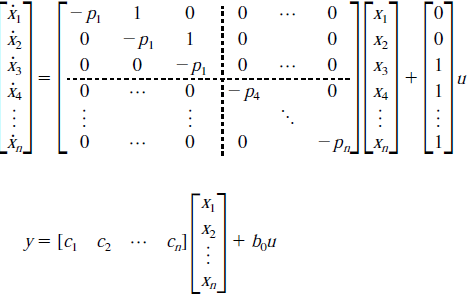 ẋ₁ −p₁ 1 0 0 ⋯ 0 x₁ 0
ẋ₂ 0 −p₁ 1 0 0 x₂ 0
ẋ₃ 0 0 −p₁ 0 ⋯ 0 x₃ 1
ẋ₄ = 0 ⋯ 0 −p₄ 0 x₄ + 1 u
⋮ ⋮ ⋮ ⋱ ⋮ ⋮
ẋₙ 0 ⋯ 0 0 −pₙ xₙ 1
x₁
y = [c₁ c₂ ⋯ cₙ] x₂ + b₀u
⋮
xₙ